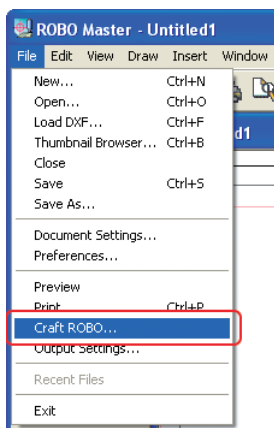 ROBO Master - Untitled1
File Edit View Draw Insert Window
New... Ctrl+N
Open... Ctrl+O
Load DXF... Ctrl+F
Thumbnail Browser... Ctrl+B
Close
Save Ctrl+S
Save As...
d1
Document Settings...
Preferences...
Preview
Print Ctrl+P
Craft ROBO...
Output Settings...
Recent Files
Exit